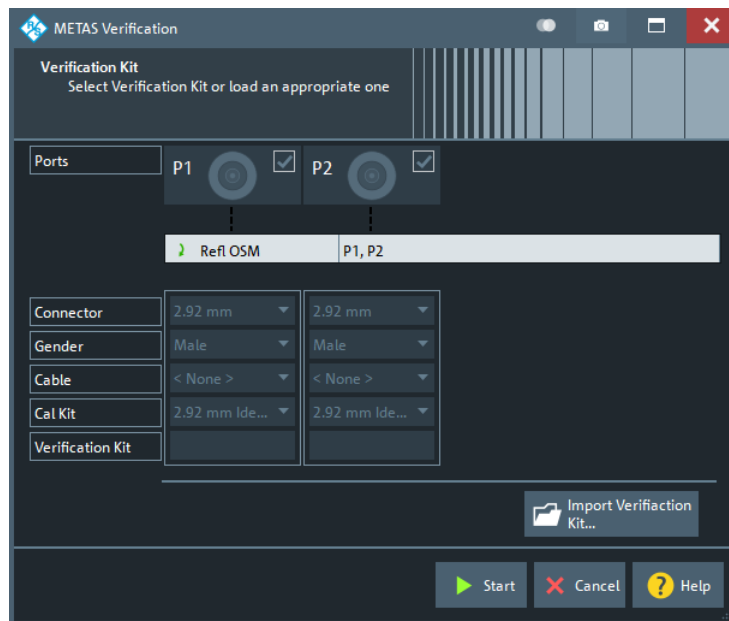 METAS Verification
Verification Kit
Select Verification Kit or load an appropriate one
Ports
P1
P2
Refl OSM
P1, P2
Connector
2.92 mm
2.92 mm
Gender
Male
Male
Cable
< None >
< None >
Cal Kit
2.92 mm Ide...
2.92 mm Ide...
Verification Kit
Import Verifiaction
Kit...
Start
Cancel
? Help